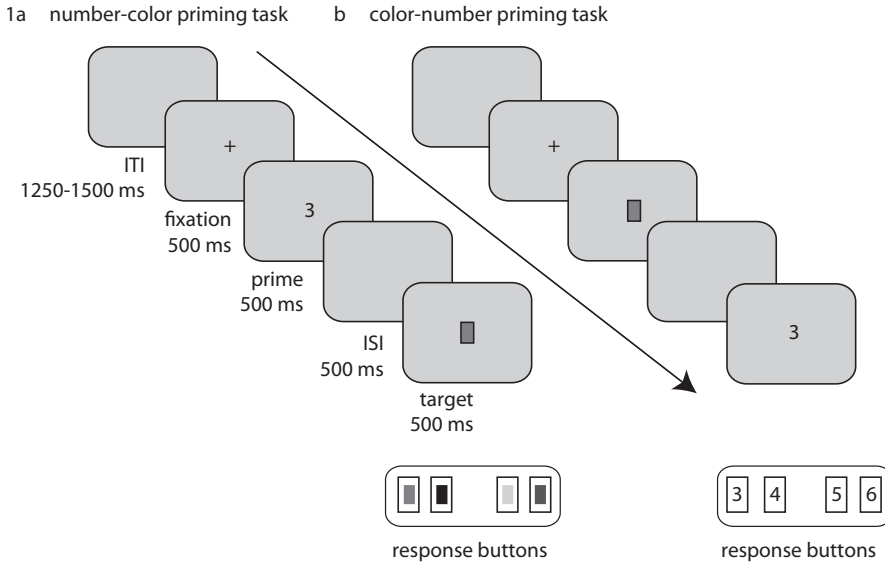 1a number-color priming task
b color-number priming task
+
ITI
1250-1500 ms
3
fixation
500 ms
prime
500 ms
ISI
500 ms
target
500 ms
+
3
response buttons
3 4 5 6
response buttons